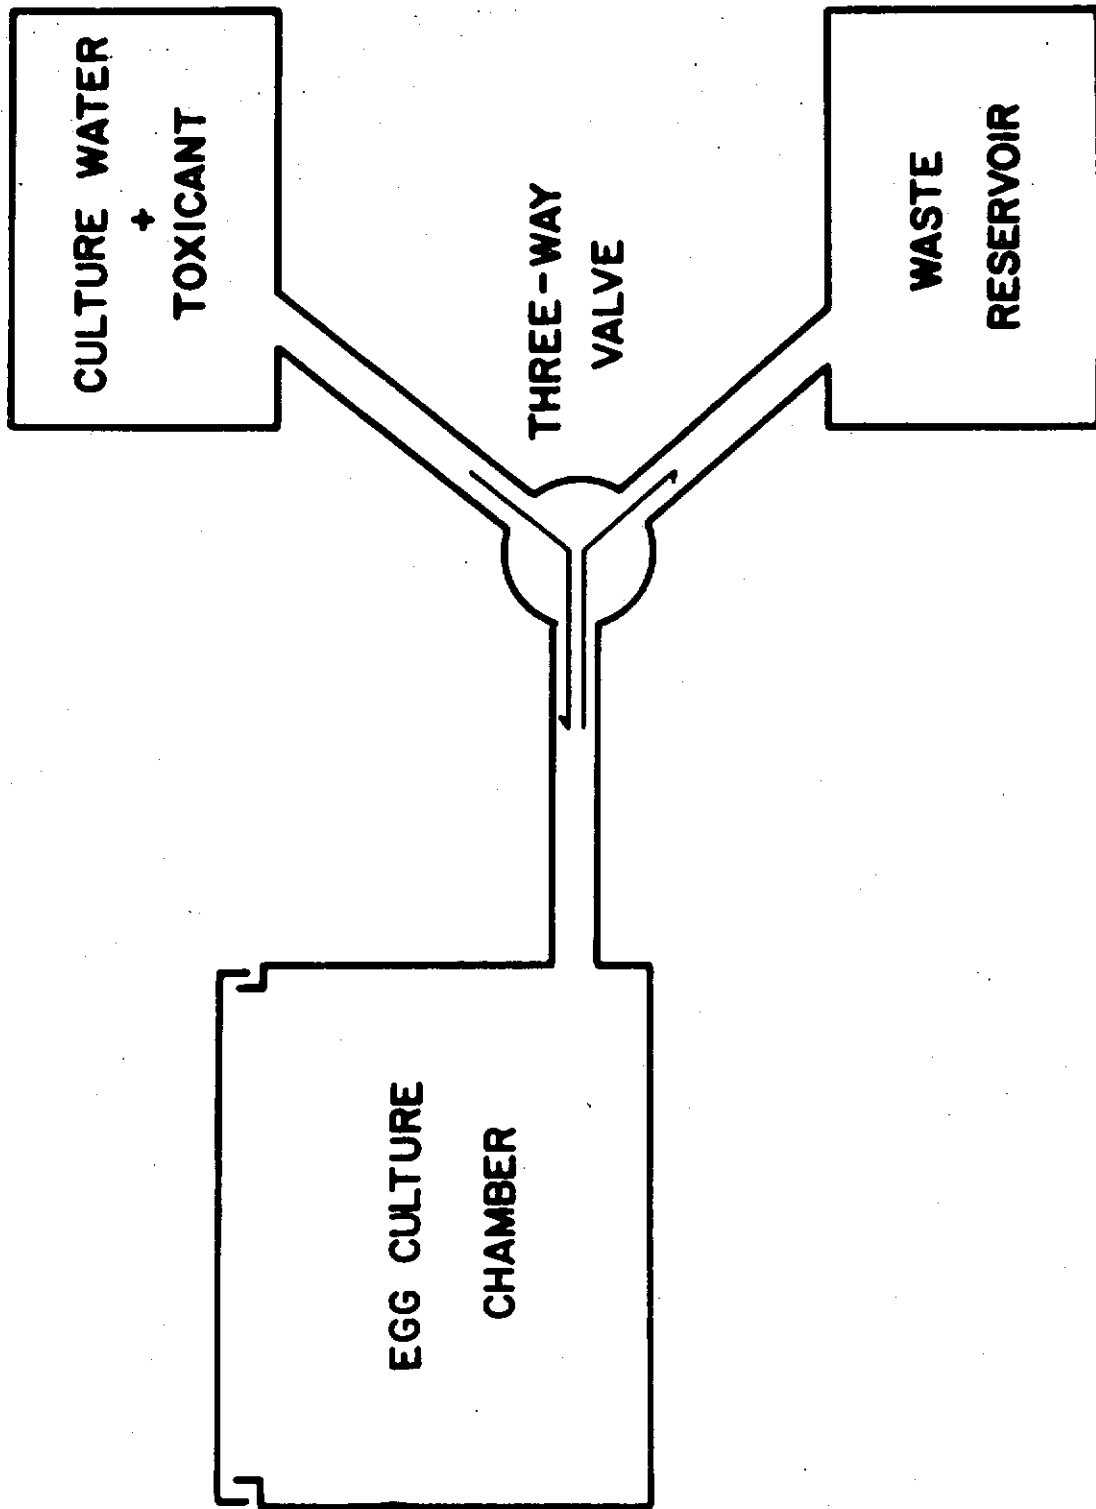 CULTURE WATER
+
TOXICANT
THREE-WAY
VALVE
WASTE
RESERVOIR
EGG CULTURE
CHAMBER